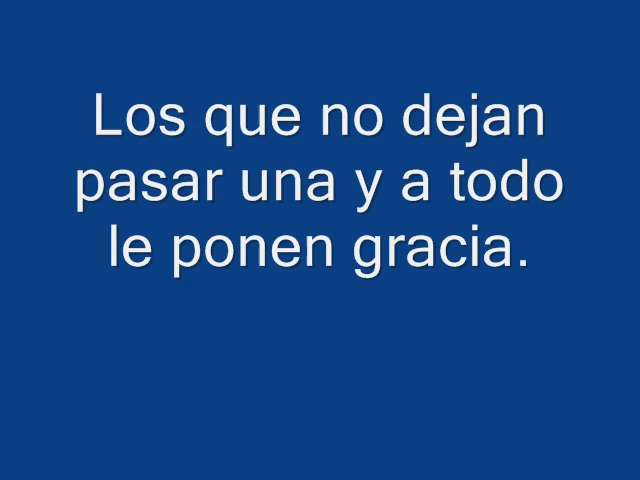 Los que no dejan
pasar una y a todo
le ponen gracia.